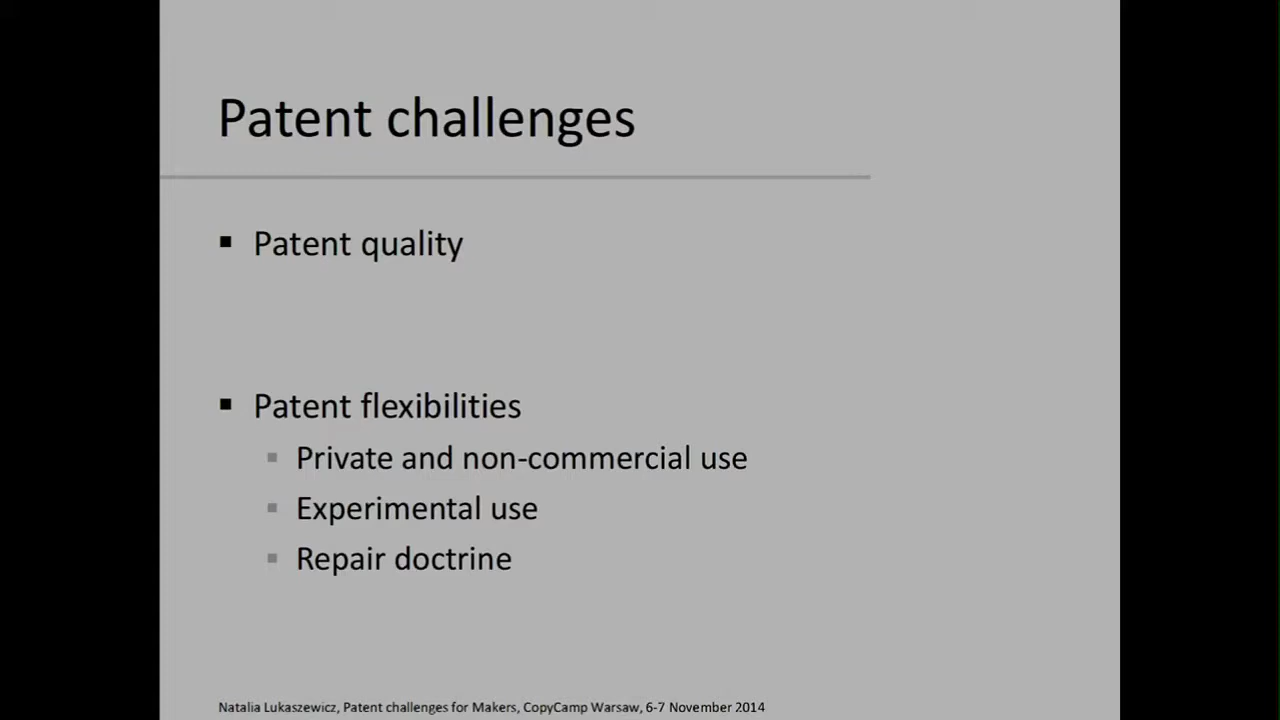 Patent challenges
▪ Patent quality
▪ Patent flexibilities
▪ Private and non-commercial use
▪ Experimental use
▪ Repair doctrine
Natalia Lukaszewicz, Patent challenges for Makers, CopyCamp Warsaw, 6-7 November 2014